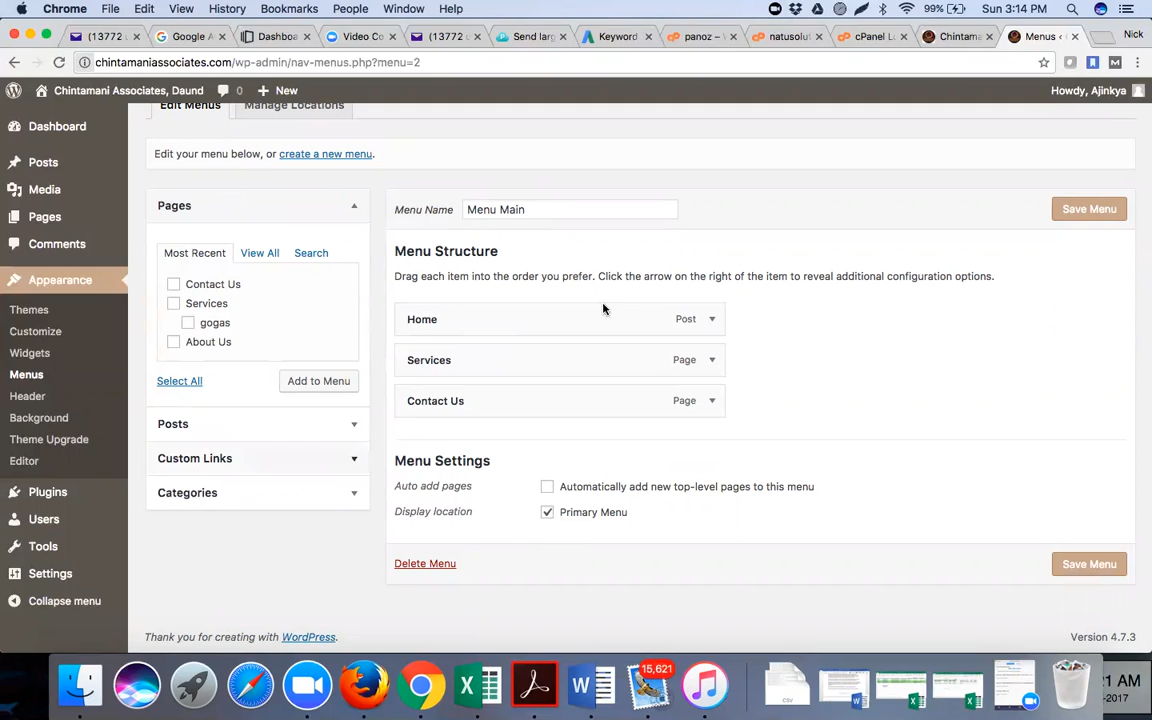 Chrome File Edit View History Bookmarks People Window Help 99% Sun 3:14 PM
(13772 u Google A Dashboa Video Co (13772 u Send larg Keyword panoz – V natusolut cPanel Lo Chintama Menus ‹ C Nick
chintamaniassociates.com/wp-admin/nav-menus.php?menu=2
Chintamani Associates, Daund 0 New Howdy, Ajinkya
Edit Menus Manage Locations
Dashboard
Posts
Media
Pages
Comments
Appearance
Themes
Customize
Widgets
Menus
Header
Background
Theme Upgrade
Editor
Plugins
Users
Tools
Settings
Collapse menu
Edit your menu below, or create a new menu.
Pages
Most Recent View All Search
Contact Us
Services
gogas
About Us
Select All Add to Menu
Posts
Custom Links
Categories
Menu Name Menu Main Save Menu
Menu Structure
Drag each item into the order you prefer. Click the arrow on the right of the item to reveal additional configuration options.
Home Post
Services Page
Contact Us Page
Menu Settings
Auto add pages Automatically add new top-level pages to this menu
Display location Primary Menu
Delete Menu Save Menu
Thank you for creating with WordPress. Version 4.7.3
15,621
CSV
21 AM
-2017